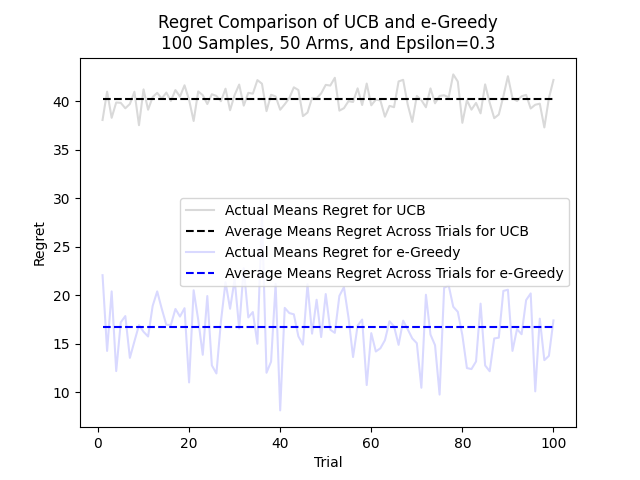 Regret Comparison of UCB and e-Greedy
100 Samples, 50 Arms, and Epsilon=0.3
40
35
30
25
20
15
10
Regret
Actual Means Regret for UCB
Average Means Regret Across Trials for UCB
Actual Means Regret for e-Greedy
Average Means Regret Across Trials for e-Greedy
0 20 40 60 80 100
Trial